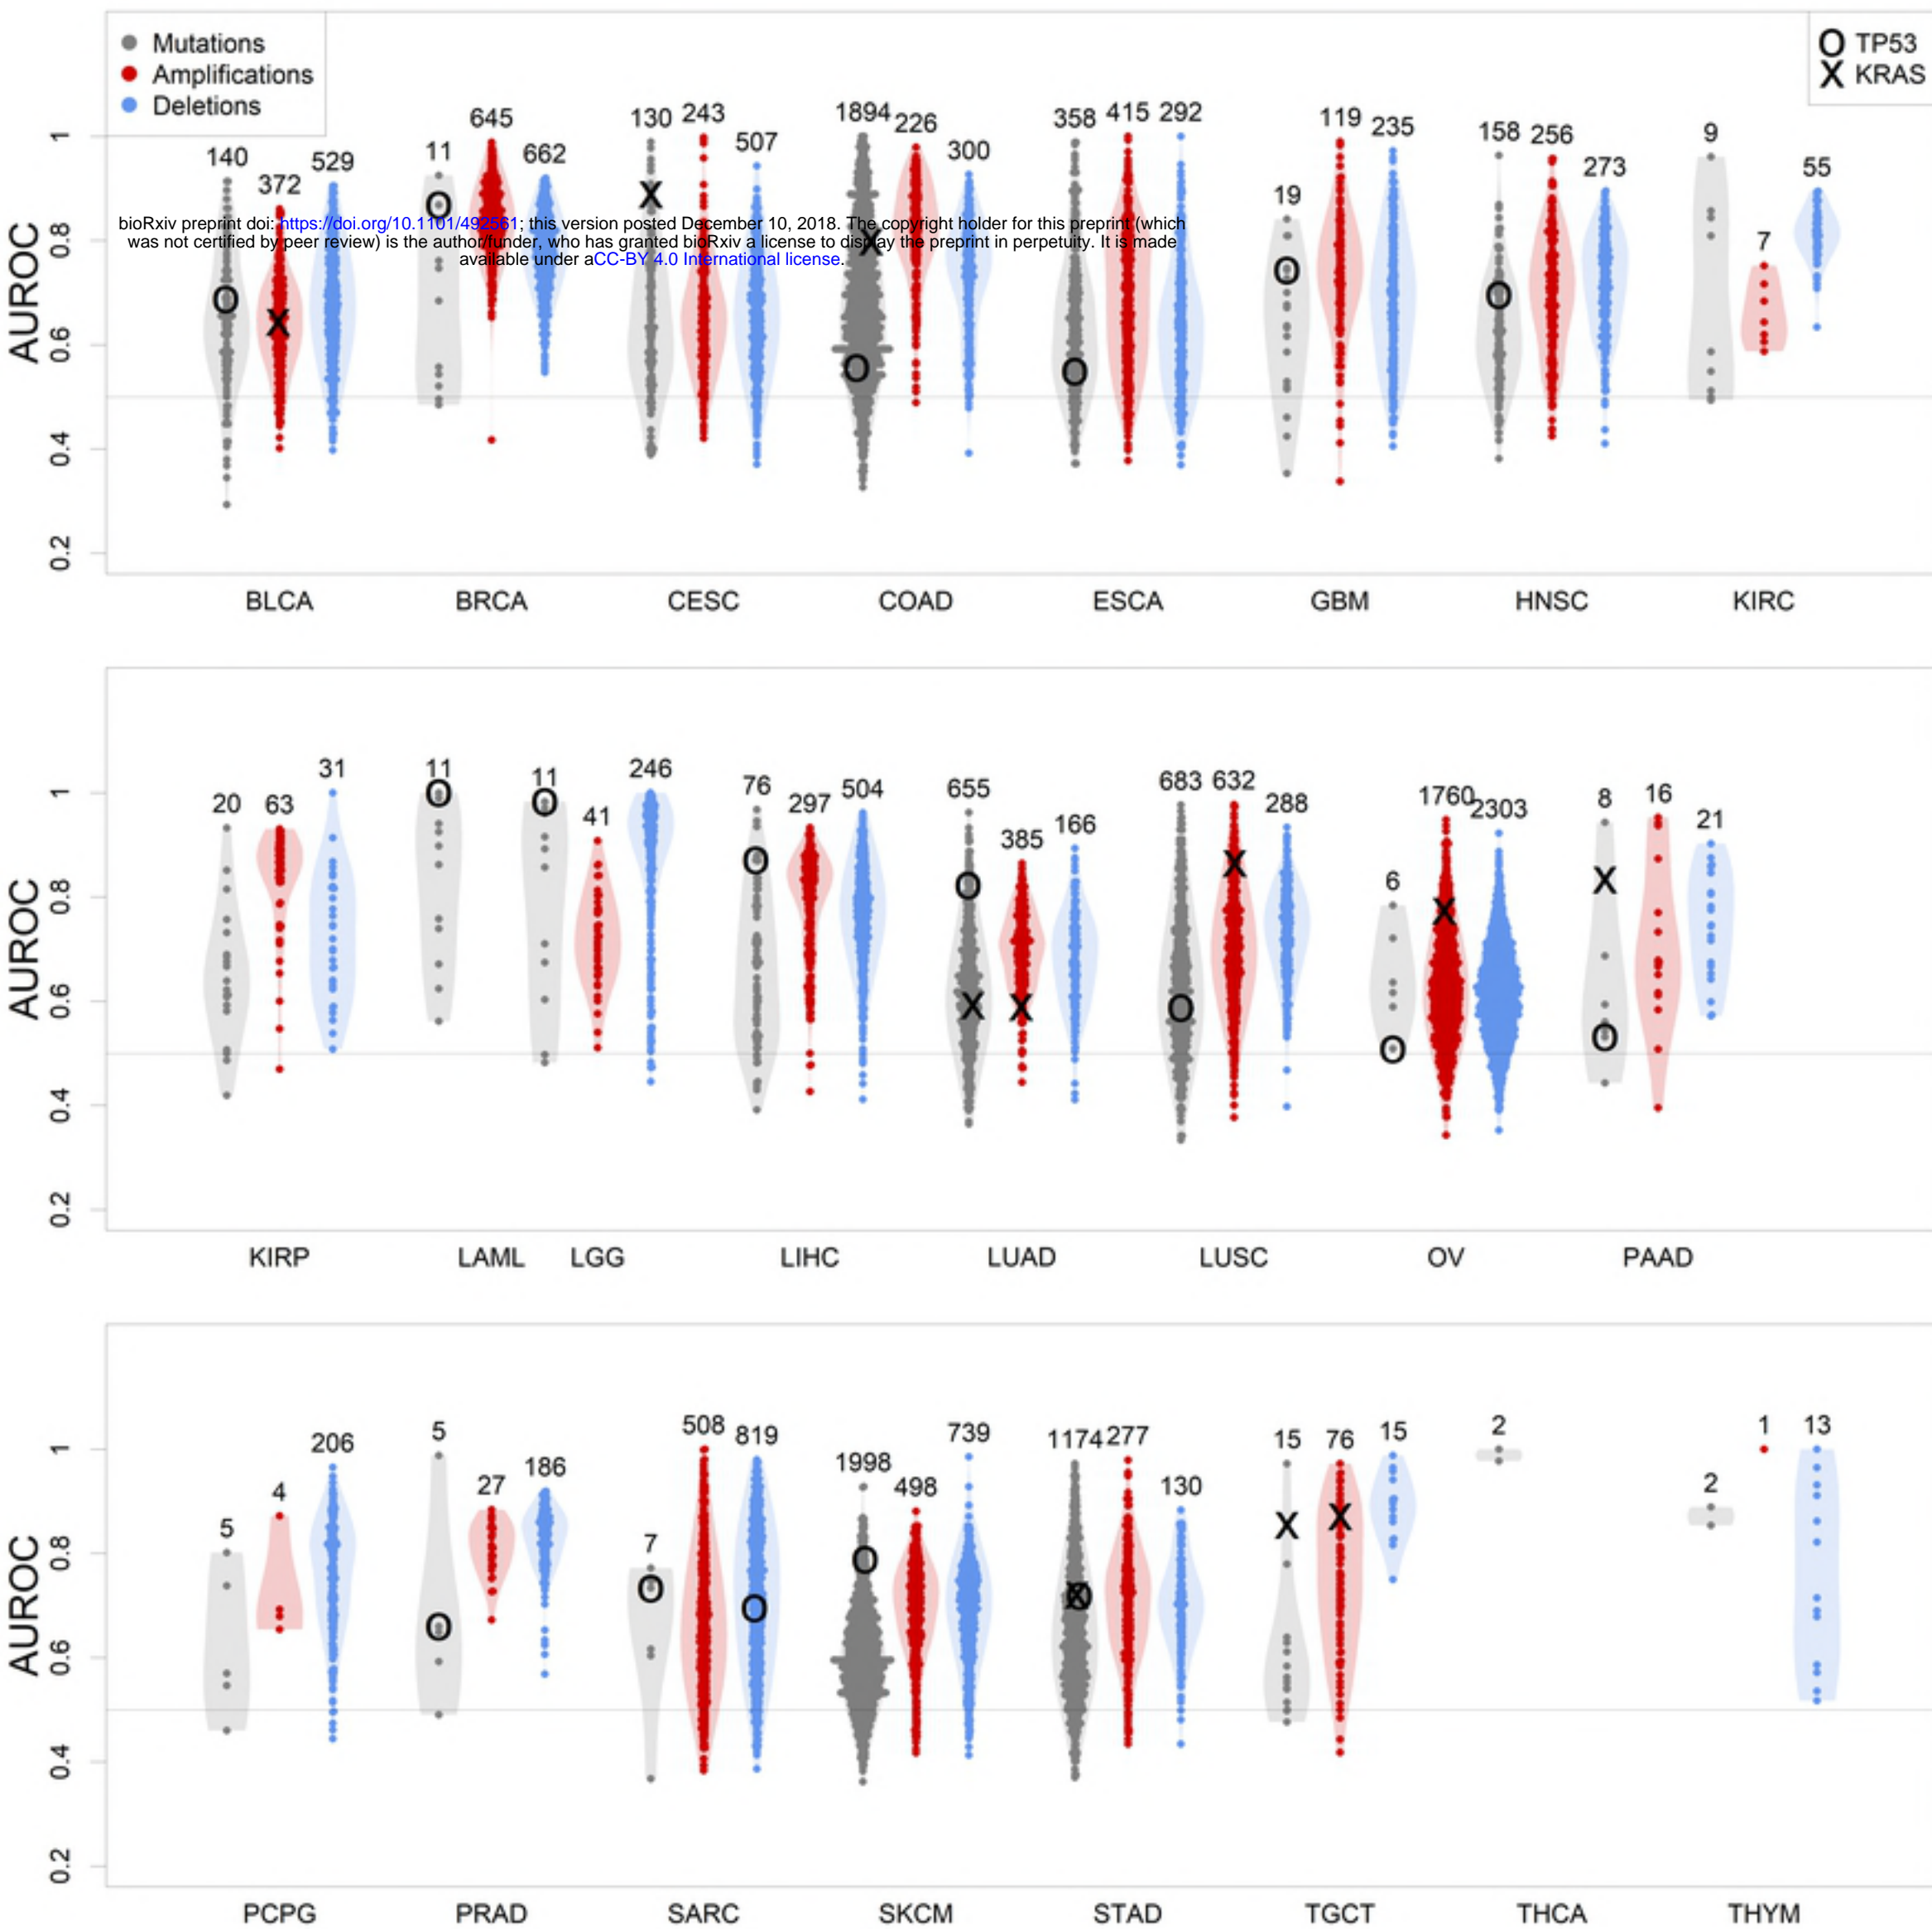 Mutations
Amplifications
Deletions
O TP53
X KRAS
AUROC
1
0.8
0.6
0.4
0.2
140 372 529 11 645 662 130 243 507 1894 226 300 358 415 292 19 119 235 158 256 273 9 7 55
bioRxiv preprint doi: https://doi.org/10.1101/492561; this version posted December 10, 2018. The copyright holder for this preprint (which
was not certified by peer review) is the author/funder, who has granted bioRxiv a license to display the preprint in perpetuity. It is made
available under aCC-BY 4.0 International license.
BLCA BRCA CESC COAD ESCA GBM HNSC KIRC
AUROC
1
0.8
0.6
0.4
0.2
20 63 31 11 11 41 246 76 297 504 655 385 166 683 632 288 6 1760 2303 8 16 21
KIRP LAML LGG LIHC LUAD LUSC OV PAAD
AUROC
1
0.8
0.6
0.4
0.2
5 4 206 5 27 186 7 508 819 1998 498 739 1174 277 130 15 76 15 2 2 1 13
PCPG PRAD SARC SKCM STAD TGCT THCA THYM